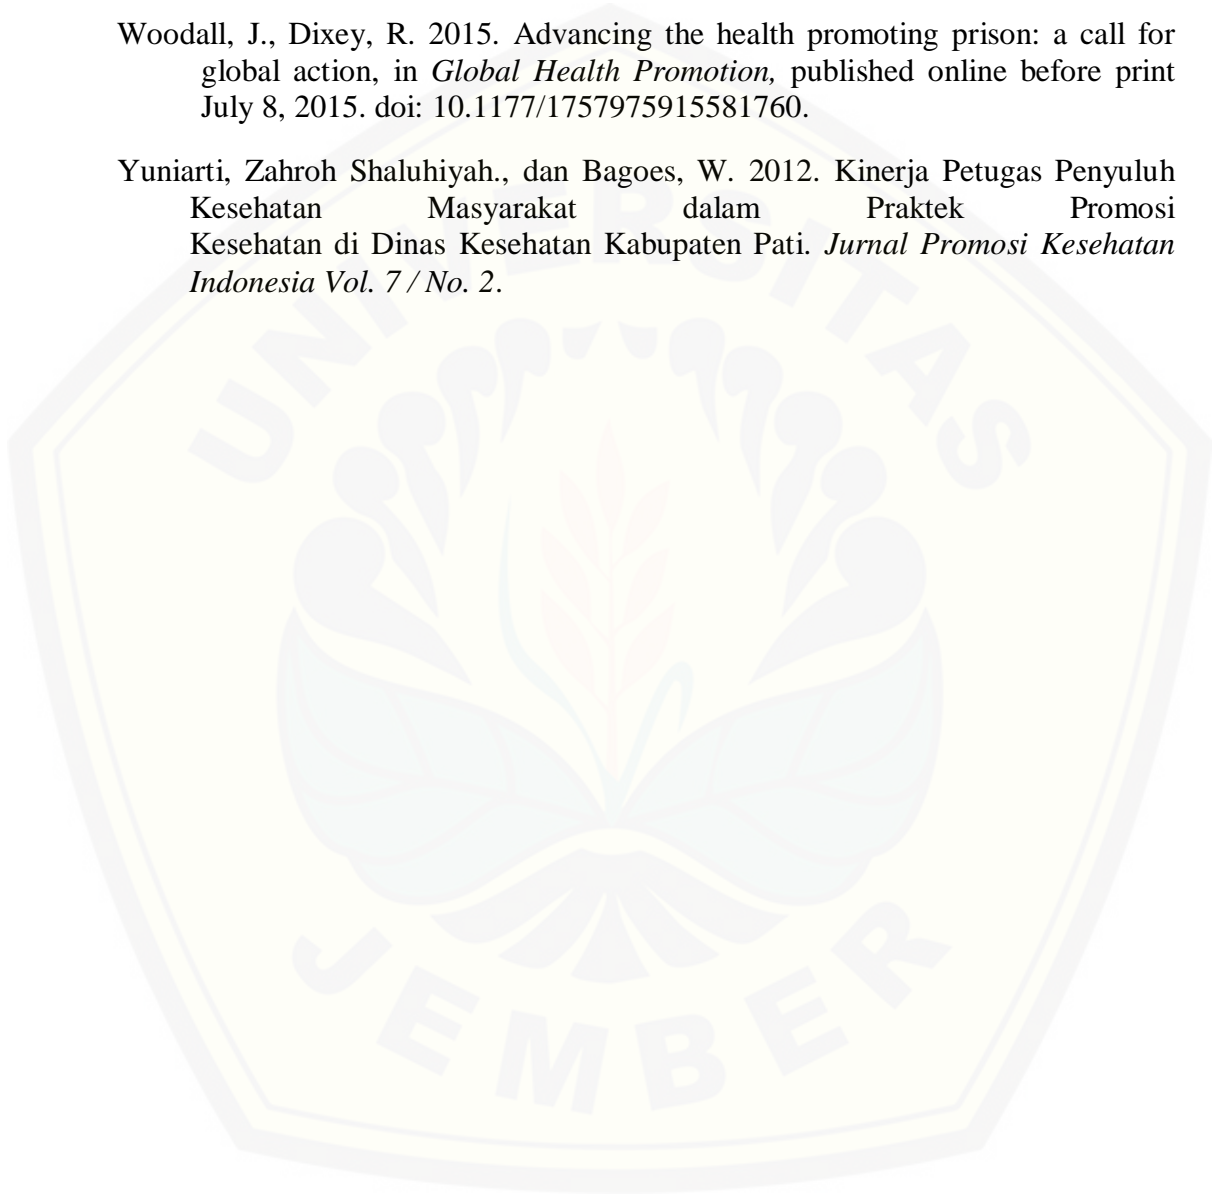 Woodall, J., Dixey, R. 2015. Advancing the health promoting prison: a call for
global action, in Global Health Promotion, published online before print
July 8, 2015. doi: 10.1177/1757975915581760.
Yuniarti, Zahroh Shaluhiyah., dan Bagoes, W. 2012. Kinerja Petugas Penyuluh
Kesehatan Masyarakat dalam Praktek Promosi
Kesehatan di Dinas Kesehatan Kabupaten Pati. Jurnal Promosi Kesehatan
Indonesia Vol. 7 / No. 2.
UNIVERSITAS
JEMBER